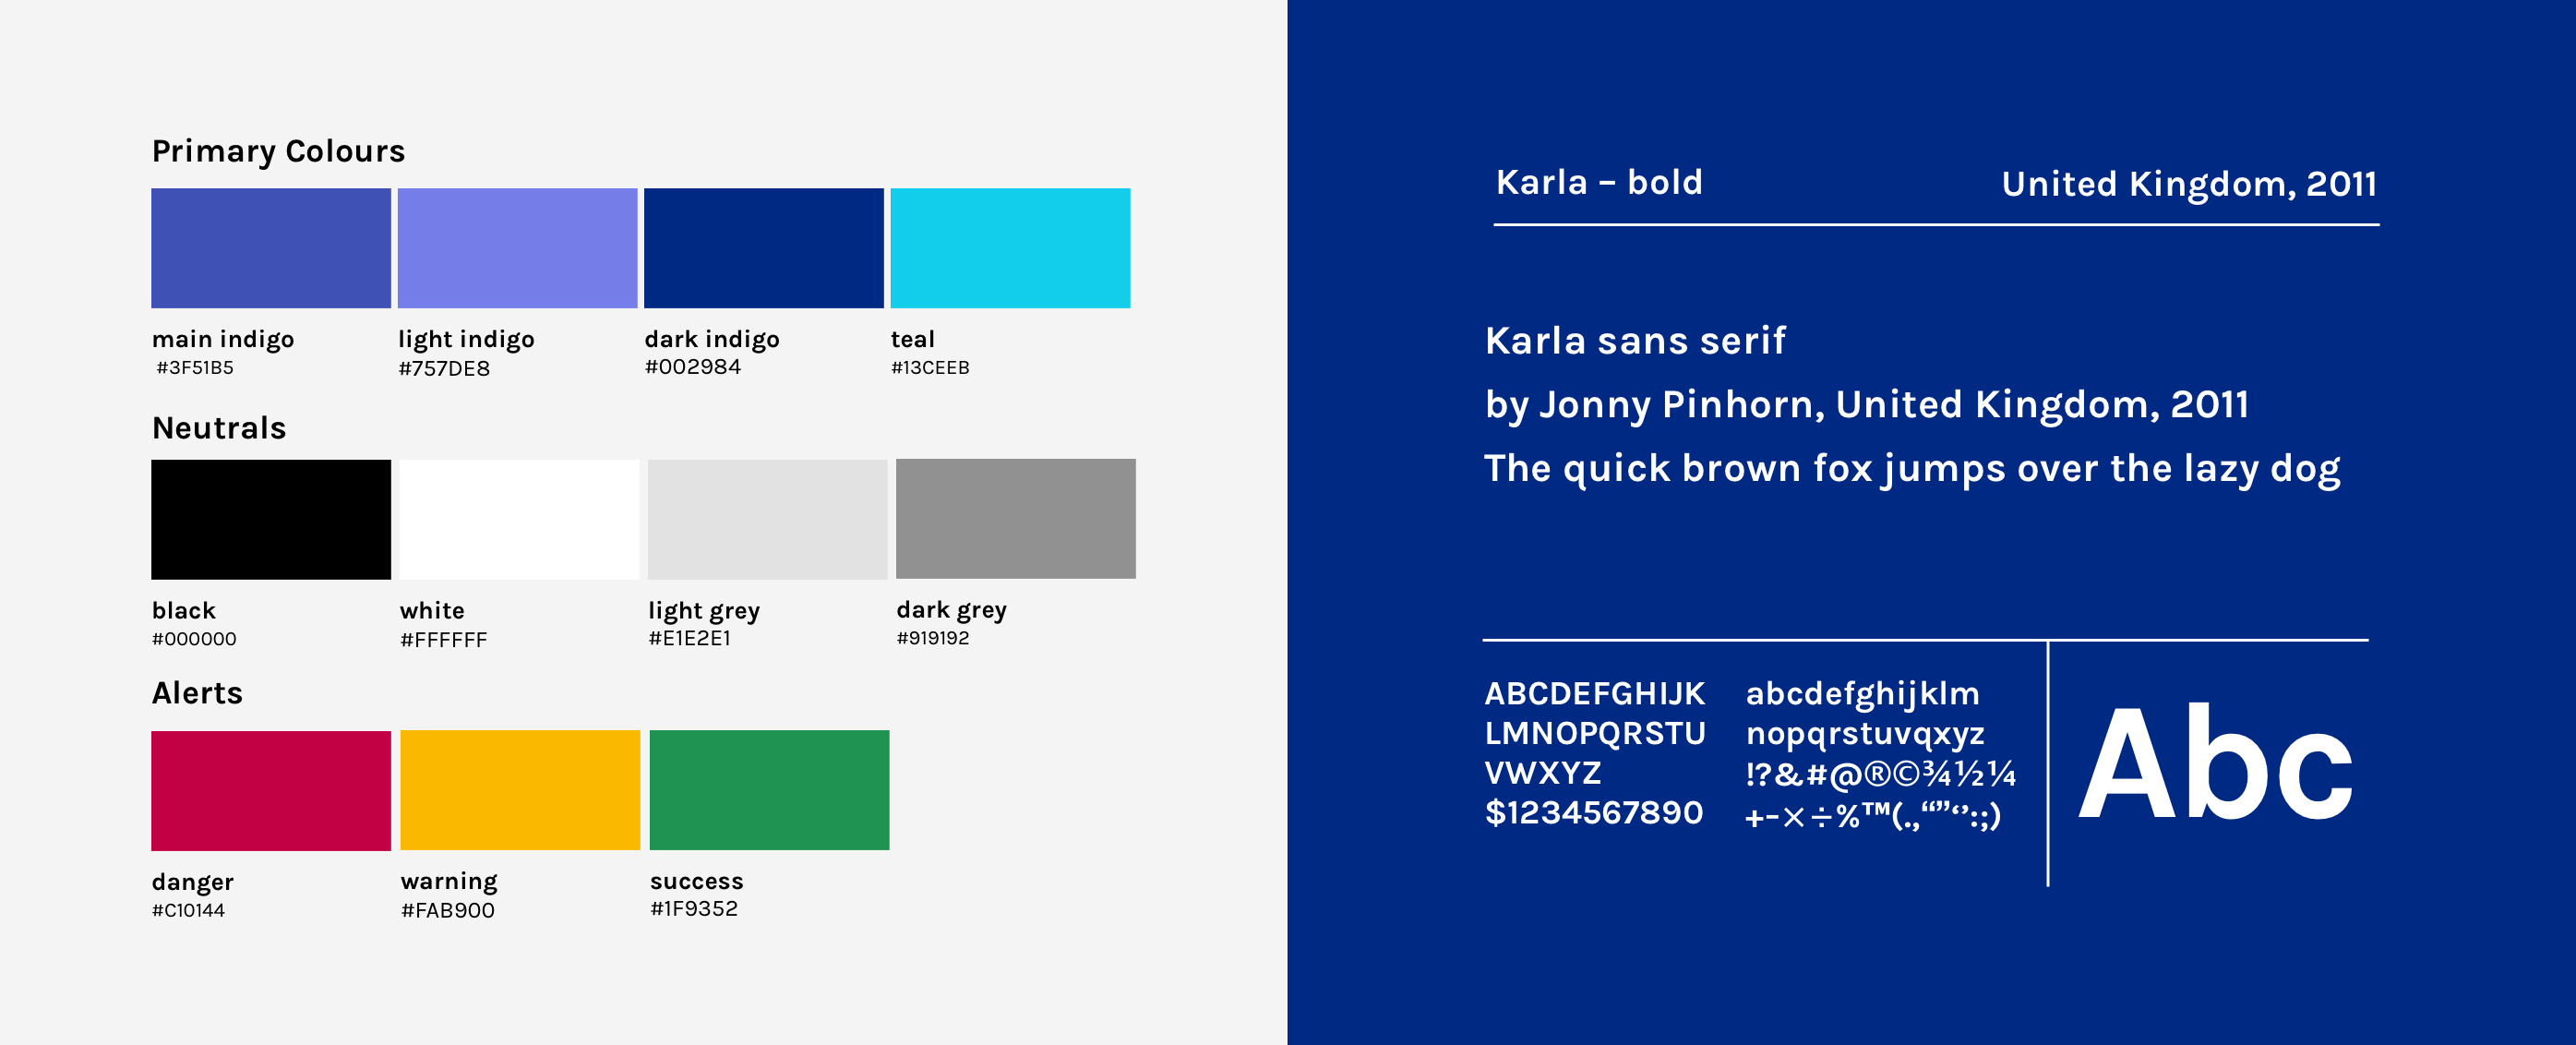 Primary Colours
main indigo
#3F51B5
light indigo
#757DE8
dark indigo
#002984
teal
#13CEEB
Neutrals
black
#000000
white
#FFFFFF
light grey
#E1E2E1
dark grey
#919192
Alerts
danger
#C10144
warning
#FAB900
success
#1F9352
Karla – bold
United Kingdom, 2011
Karla sans serif
by Jonny Pinhorn, United Kingdom, 2011
The quick brown fox jumps over the lazy dog
ABCDEFGHIJK
LMNOPQRSTU
VWXYZ
$1234567890
abcdefghijklm
nopqrstuvqxyz
!?&#@®©¾½¼
+-×÷%™(.,“”‘’:;)
Abc